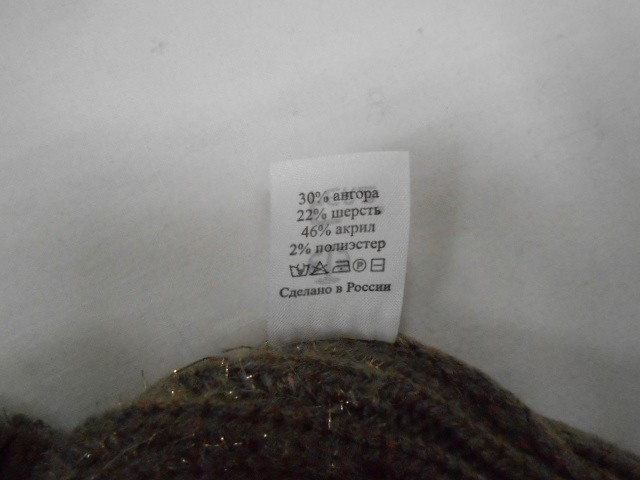 30% ангора
22% шерсть
46% акрил
2% полиэстер
P
Сделано в России